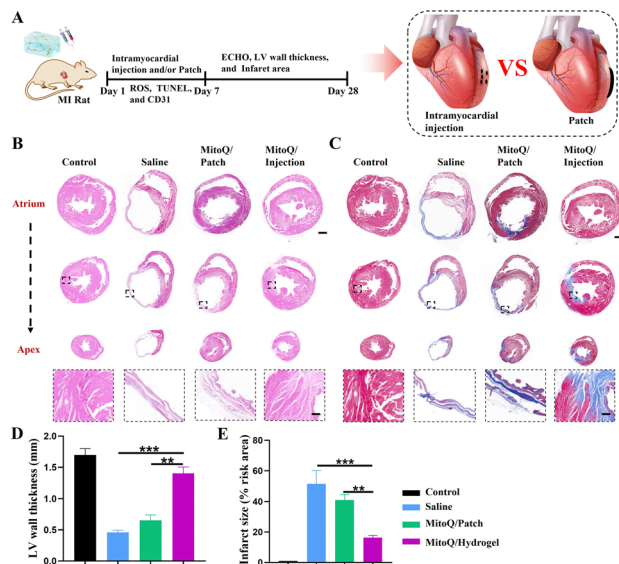 A
MI Rat
Intramyocardial
injection and/or Patch
ECHO, LV wall thickness,
and Infaret area
Day 1
ROS, TUNEL,
and CD31
Day 7
Day 28
VS
Intramyocardial
injection
Patch
B
Control
Saline
MitoQ/
Patch
MitoQ/
Injection
C
Control
Saline
MitoQ/
Patch
MitoQ/
Injection
Atrium
Apex
D
LV wall thickness (mm)
2.0
1.5
1.0
0.5
0.0
***
**
E
Infarct size (% risk area)
80
60
40
20
0
***
**
Control
Saline
MitoQ/Patch
MitoQ/Hydrogel